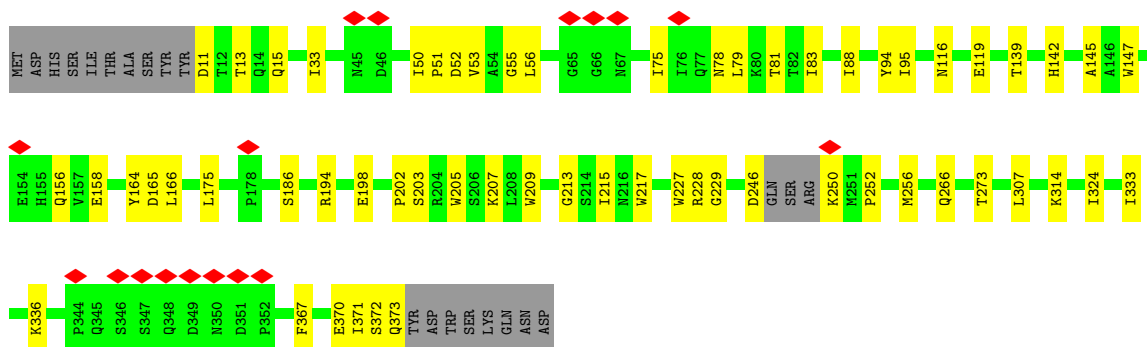 MET ASP HIS SER ILE THR ALA SER TYR TYR D11 T12 T13 Q14 Q15 I33 N45 D46 I50 P51 D52 V53 A54 G55 L56 G65 G66 N67 I75 I76 Q77 N78 L79 K80 T81 T82 I83 I88 Y94 I95 N116 E119 T139 H142 A145 A146 W147
E154 H155 Q156 V157 E158 Y164 D165 L166 L175 P178 S186 R194 E198 P202 S203 R204 W205 S206 K207 L208 W209 G213 S214 I215 N216 W217 W227 R228 G229 D246 GLN SER ARG K250 M251 P252 M256 Q266 T273 L307 K314 I324 I333
K336 P344 Q345 S346 S347 Q348 D349 N350 D351 P352 F367 E370 I371 S372 Q373 TYR ASP TRP SER LYS GLN ASN ASP